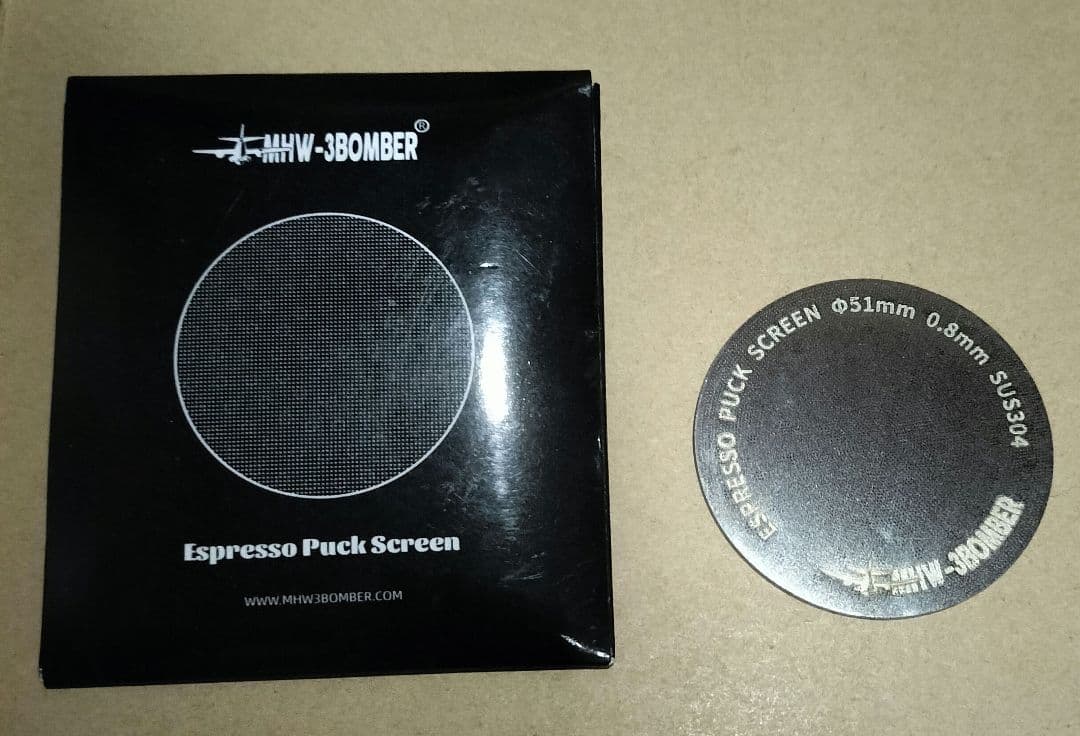 MHW-3BOMBER®
Espresso Puck Screen
WWW.MHW3BOMBER.COM
ESPRESSO PUCK SCREEN Φ51mm 0.8mm SUS304
MHW-3BOMBER